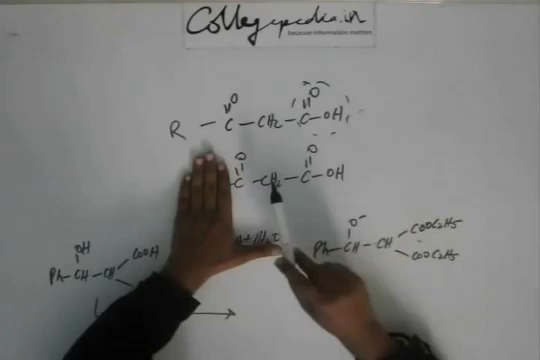 Collegepedia.in
because information matters
R — C(=O) — CH2 — C(=O) — OH
C(=O) — CH2 — C(=O) — OH
OH
Ph—CH—CH
COOH
O-
Ph—CH—CH
COOC2H5
COOC2H5